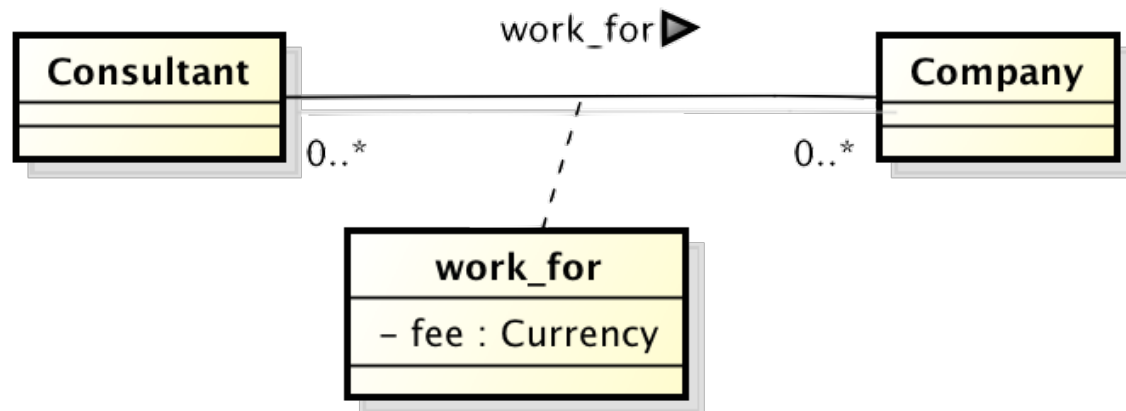 work_for
Consultant
Company
0..*
0..*
work_for
- fee : Currency